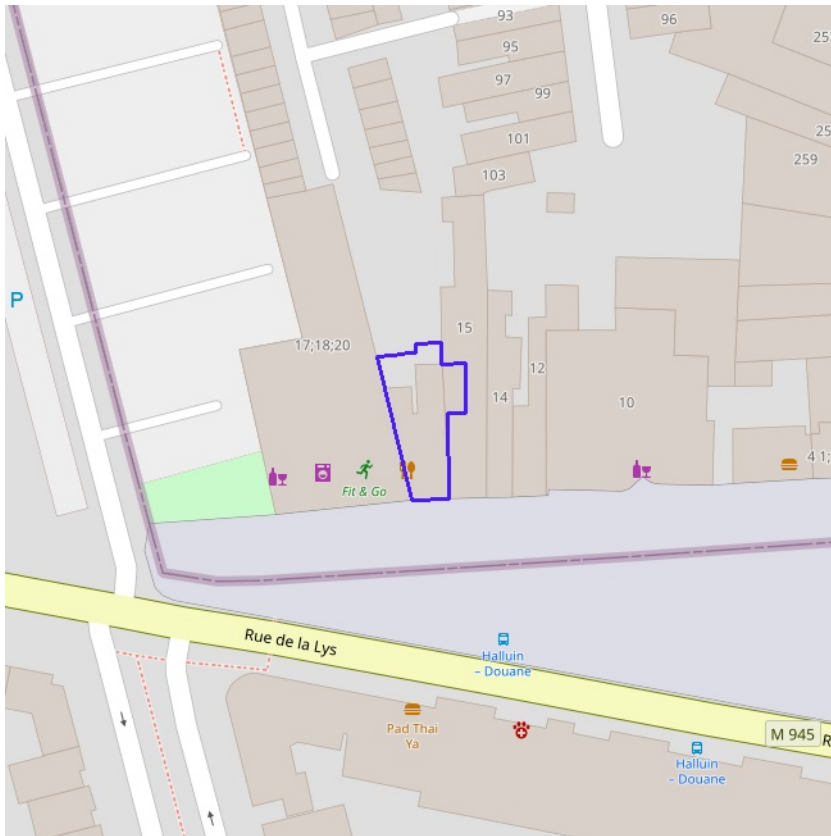 93
96
95
97
99
101
103
259
P
15
17;18;20
12
14
10
Fit & Go
Rue de la Lys
Halluin
– Douane
Pad Thai
Ya
M 945
Halluin
– Douane